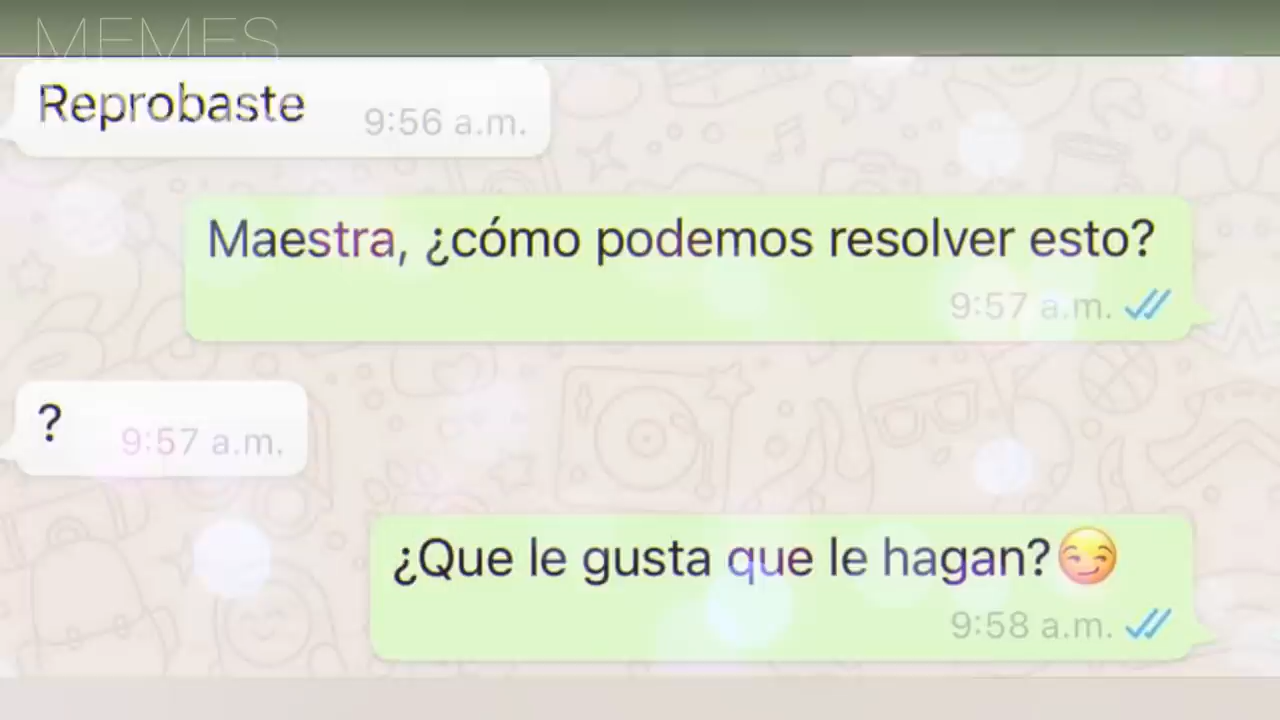 MEMES
Reprobaste
9:56 a.m.
Maestra, ¿cómo podemos resolver esto?
9:57 a.m.
?
9:57 a.m.
¿Que le gusta que le hagan?😏
9:58 a.m.